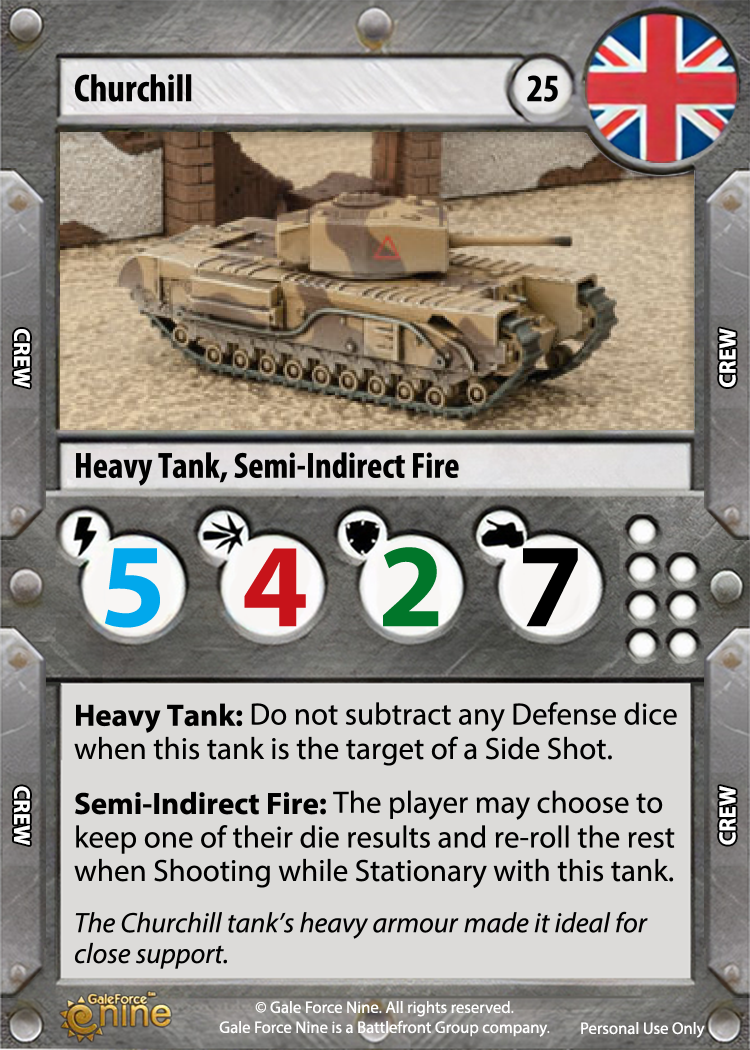 Churchill
25
CREW
CREW
Heavy Tank, Semi-Indirect Fire
5 4 2 7
Heavy Tank: Do not subtract any Defense dice
when this tank is the target of a Side Shot.
Semi-Indirect Fire: The player may choose to
keep one of their die results and re-roll the rest
when Shooting while Stationary with this tank.
CREW
CREW
The Churchill tank's heavy armour made it ideal for
close support.
GaleForce™
nine
© Gale Force Nine. All rights reserved.
Gale Force Nine is a Battlefront Group company.
Personal Use Only